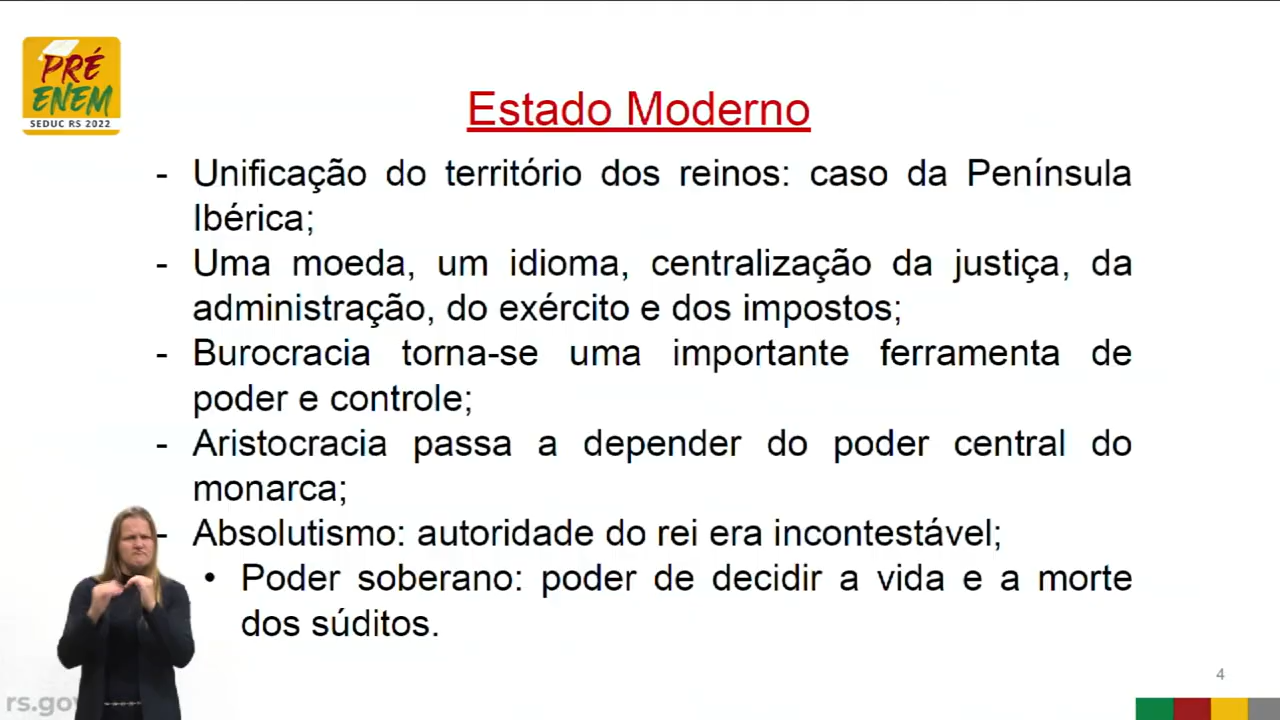 PRÉ
ENEM
SEDUC RS 2022
Estado Moderno
- Unificação do território dos reinos: caso da Península
Ibérica;
- Uma moeda, um idioma, centralização da justiça, da
administração, do exército e dos impostos;
- Burocracia torna-se uma importante ferramenta de
poder e controle;
- Aristocracia passa a depender do poder central do
monarca;
- Absolutismo: autoridade do rei era incontestável;
• Poder soberano: poder de decidir a vida e a morte
dos súditos.
4
rs.gov